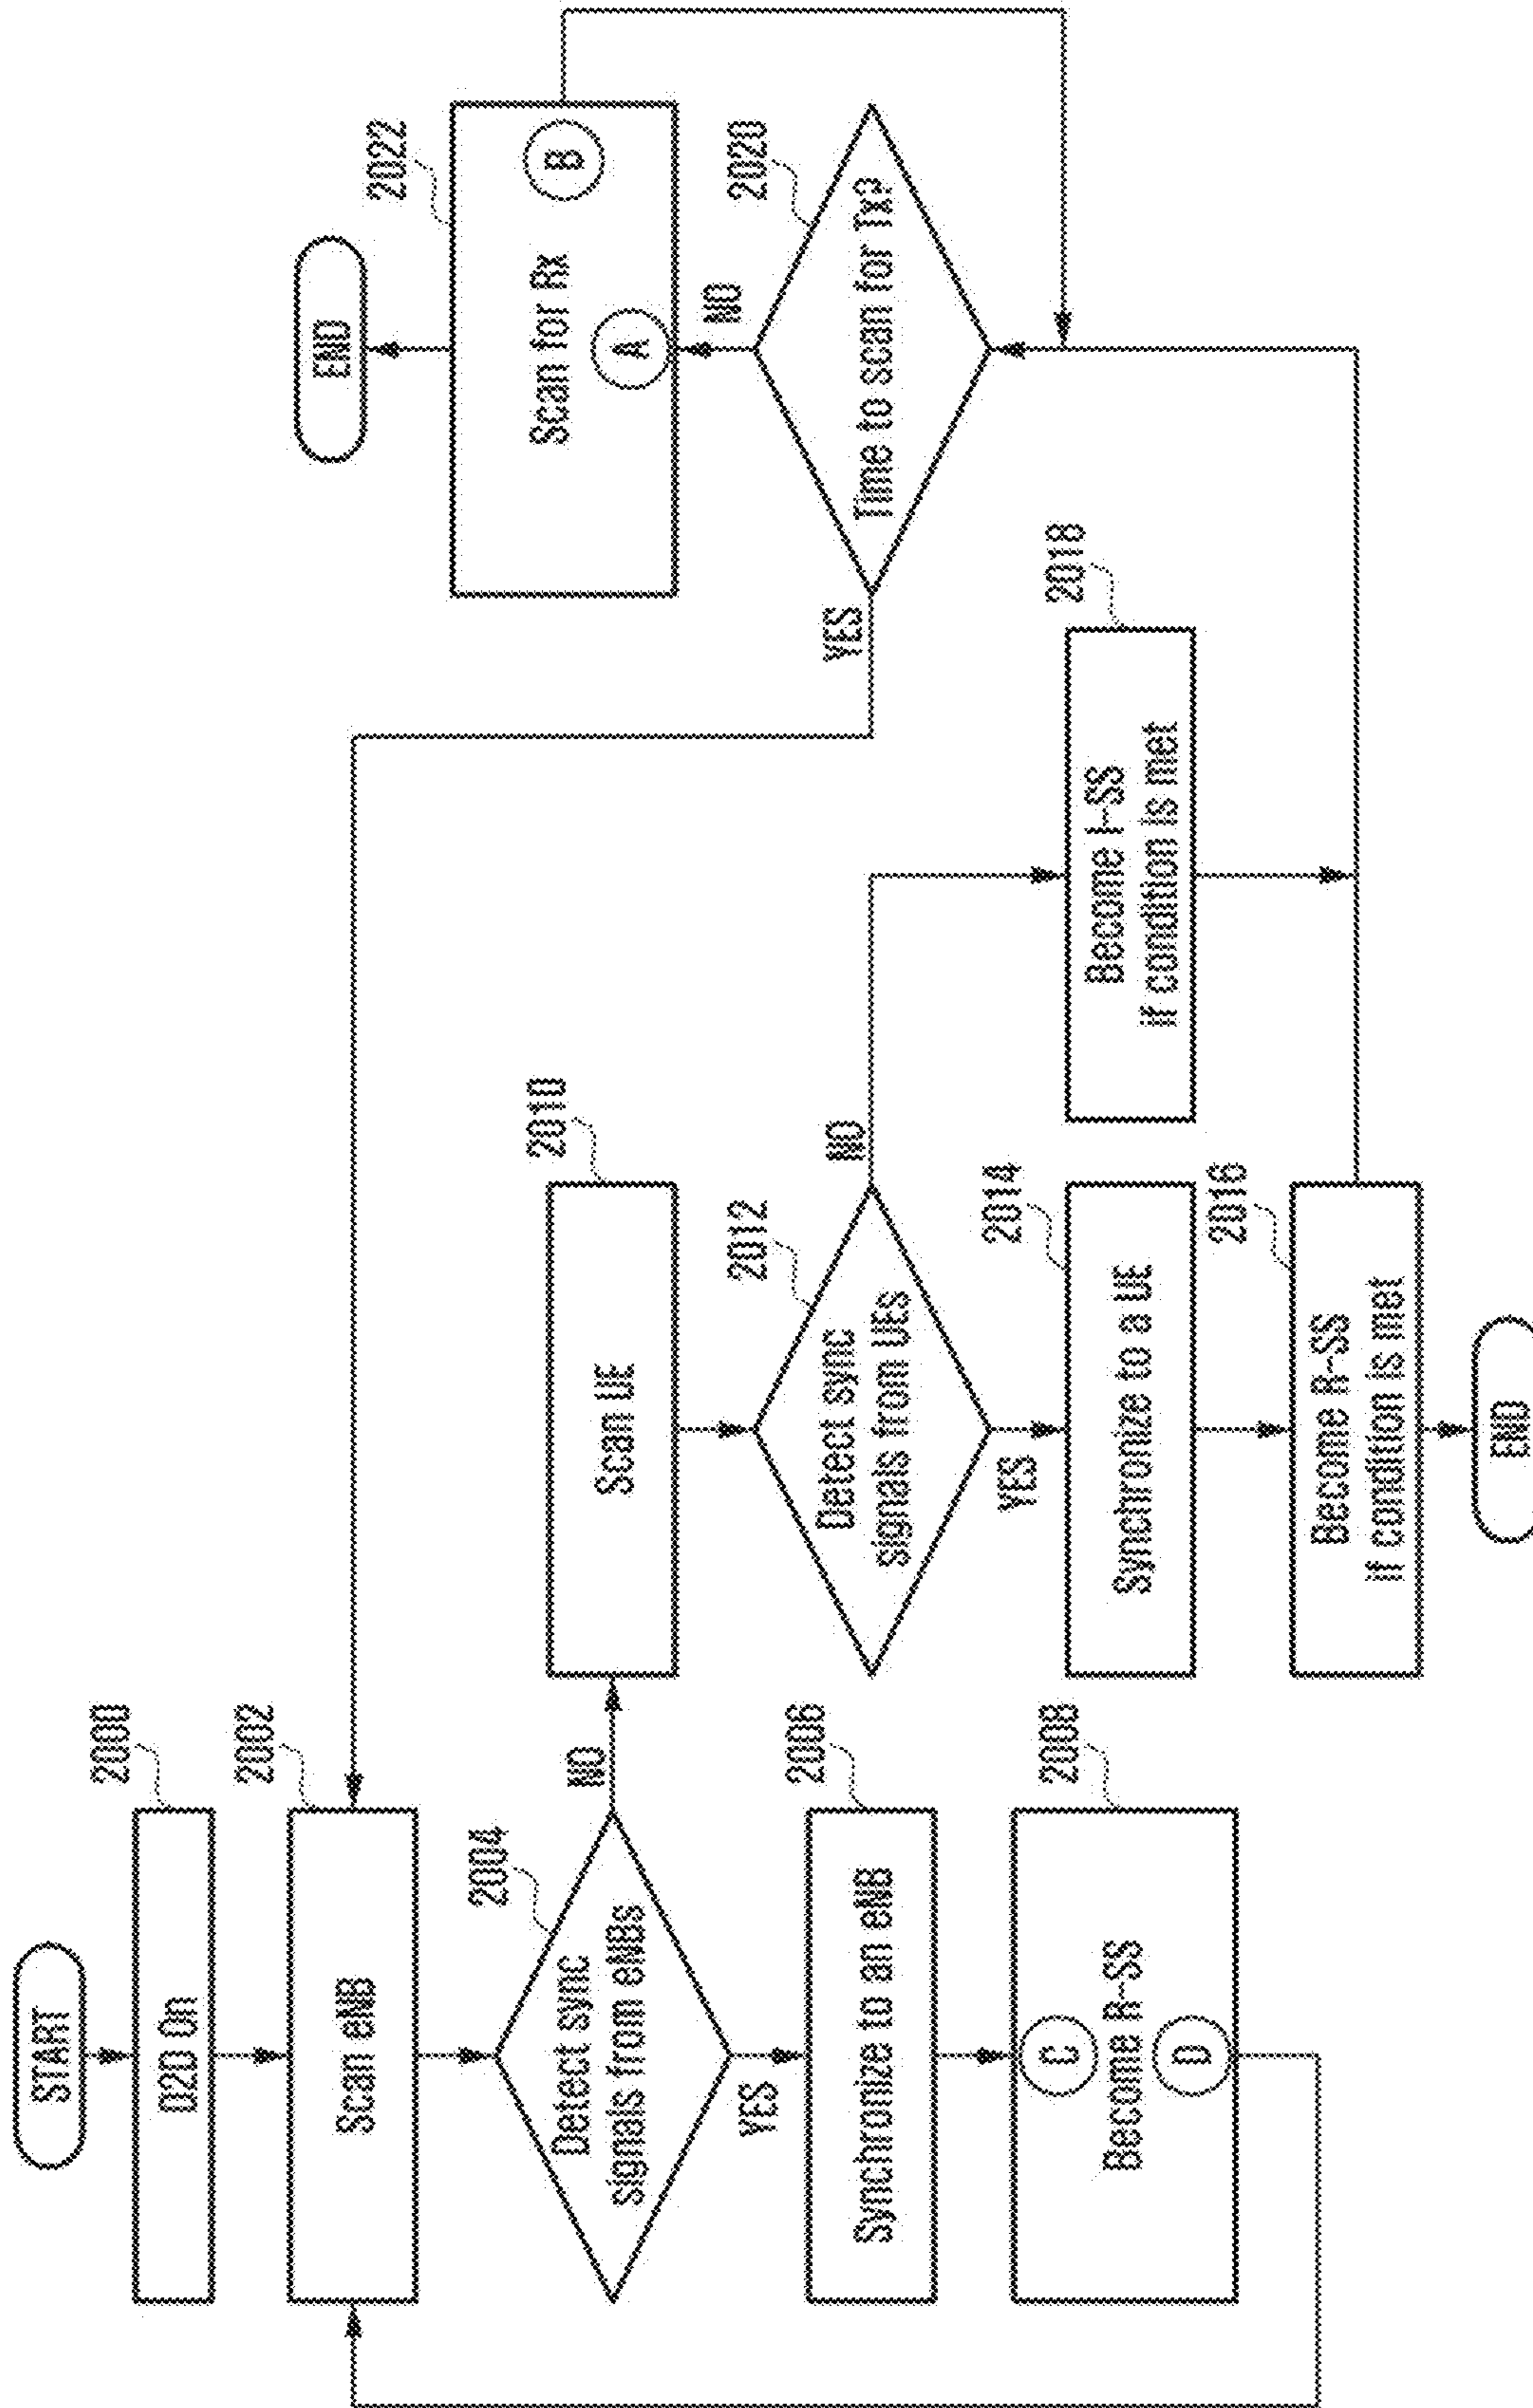 START
D2D On
2000
Scan eNB
2002
Detect sync
signals from eNBs
2004
NO
YES
Synchronize to an eNB
2006
C
Become R-SS
D
2008
Scan UE
2010
Detect sync
signals from UEs
2012
NO
YES
Synchronize to a UE
2014
Become R-SS
if condition is met
2016
END
Become I-SS
if condition is met
2018
END
Scan for Rx
A
B
2022
NO
Time to scan for Tx?
2020
YES